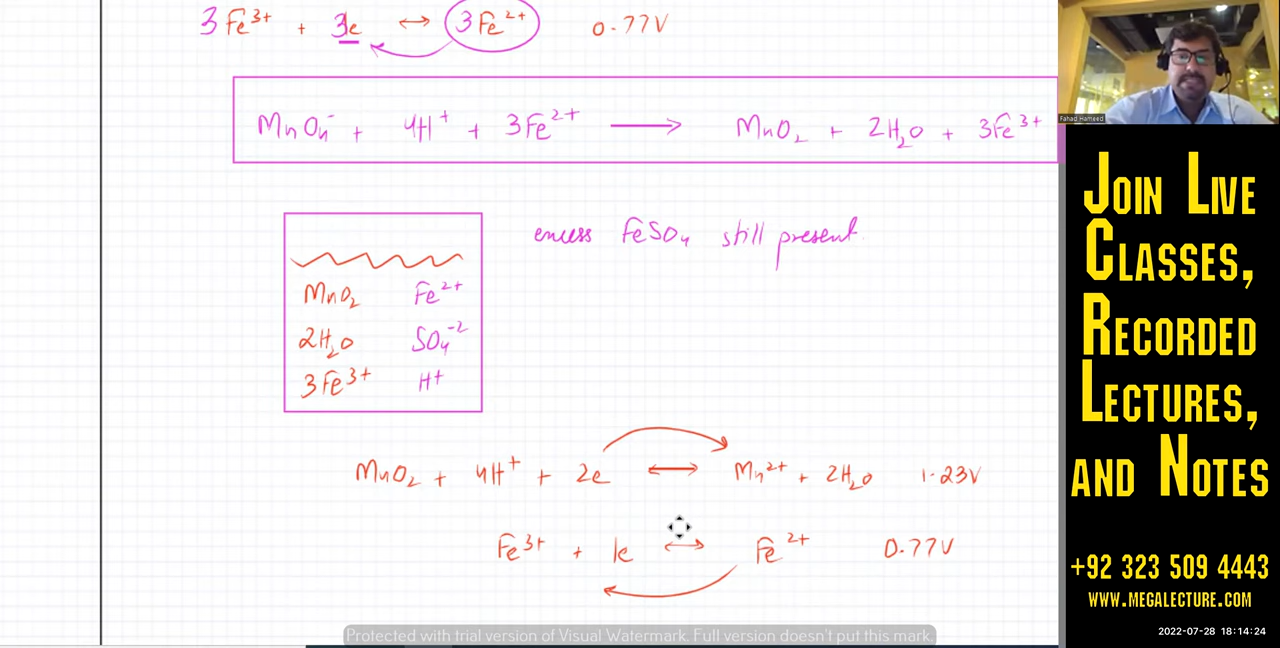 3Fe³⁺ + 3e ↔ 3Fe²⁺ 0.77V
MnO₄⁻ + 4H⁺ + 3Fe²⁺ → MnO₂ + 2H₂O + 3Fe³⁺
excess FeSO₄ still present.
MnO₂ Fe²⁺
2H₂O SO₄⁻²
3Fe³⁺ H⁺
MnO₂ + 4H⁺ + 2e ↔ Mn²⁺ + 2H₂O 1.23V
Fe³⁺ + 1e ↔ Fe²⁺ 0.77V
Protected with trial version of Visual Watermark. Full version doesn't put this mark.
Fahad Hameed
JOIN LIVE
CLASSES,
RECORDED
LECTURES,
AND NOTES
+92 323 509 4443
WWW.MEGALECTURE.COM
2022-07-28 18:14:24